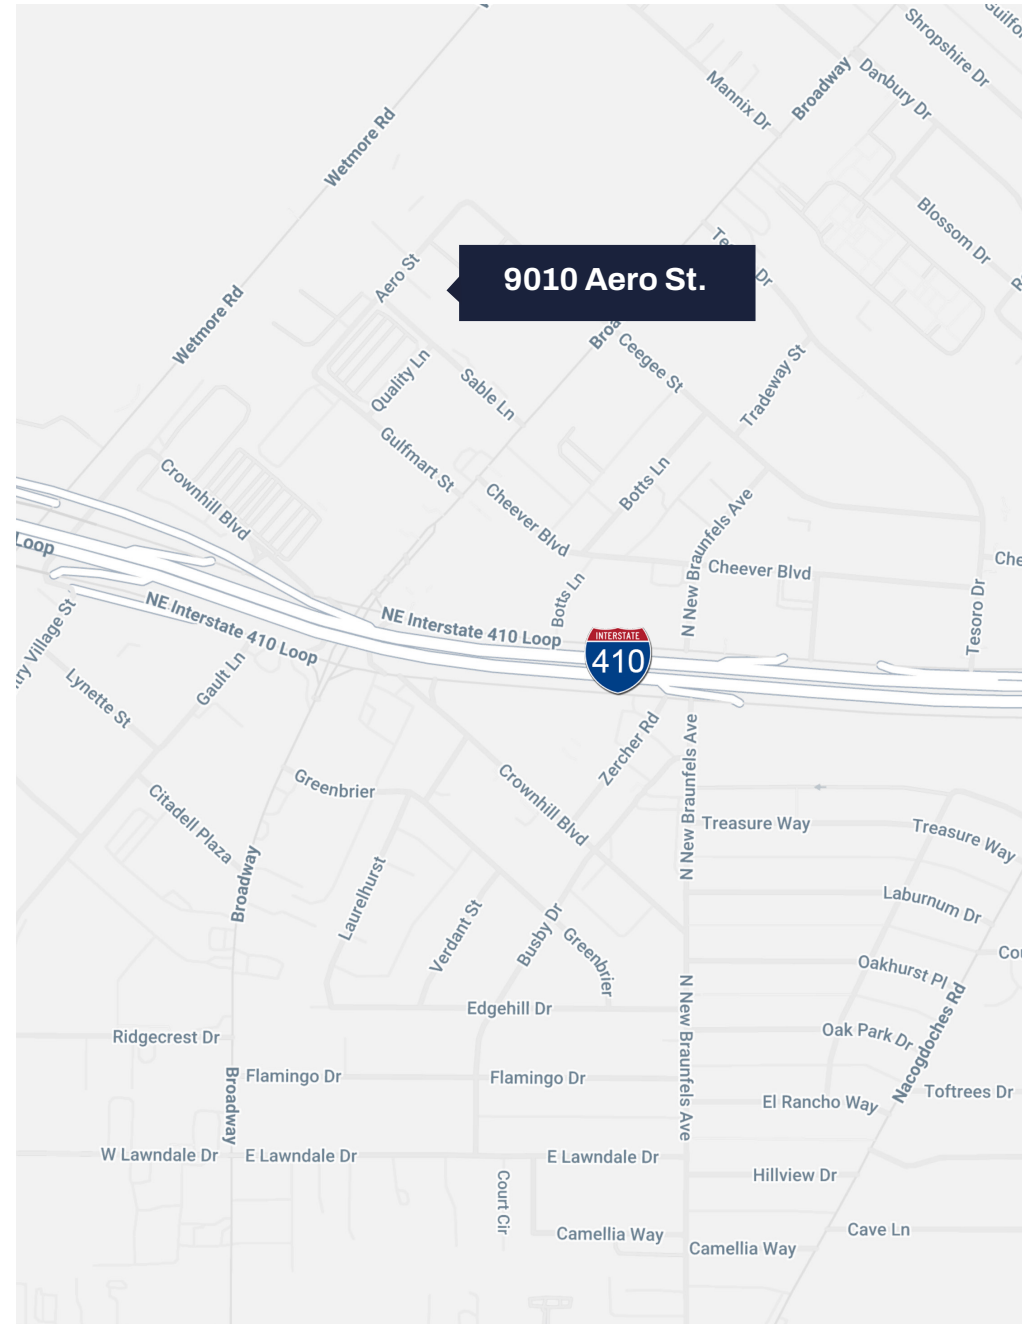 Guilfo
Shropshire Dr
Broadway
Danbury Dr
Mannix Dr
Wetmore Rd
Blossom Dr
Aero St
9010 Aero St.
Wetmore Rd
Ceegee St
Tradeway St
Quality Ln
Sable Ln
Gulfmart St
Botts Ln
Crownhill Blvd
Cheever Blvd
N New Braunfels Ave
Loop
Cheever Blvd
Che
Botts Ln
Tesoro Dr
NE Interstate 410 Loop
NE Interstate 410 Loop
INTERSTATE
410
try Village St
Gault Ln
Lynette St
Zercher Rd
N New Braunfels Ave
Greenbrier
Crownhill Blvd
Citadell Plaza
Treasure Way
Treasure Way
Broadway
Laurelhurst
Laburnum Dr
Verdant St
Busby Dr
Greenbrier
Cou
Oakhurst Pl
Edgehill Dr
N New Braunfels Ave
Nacogdoches Rd
Ridgecrest Dr
Oak Park Dr
Broadway
Flamingo Dr
Flamingo Dr
El Rancho Way
Toftrees Dr
W Lawndale Dr
E Lawndale Dr
E Lawndale Dr
Hillview Dr
Court Cir
Camellia Way
Camellia Way
Cave Ln